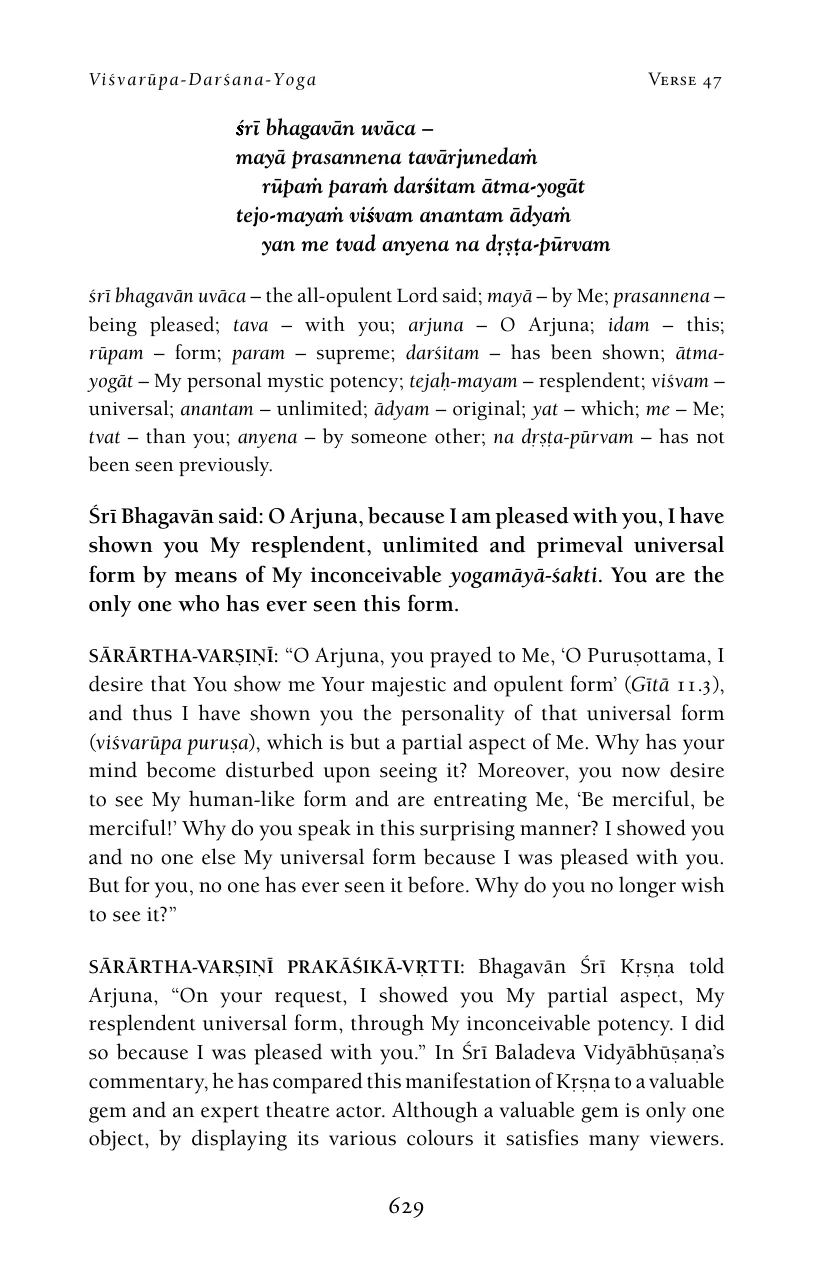 Viśvarūpa-Darśana-Yoga
Verse 47
śrī bhagavān uvāca –
mayā prasannena tavārjunedaṁ
rūpaṁ paraṁ darśitam ātma-yogāt
tejo-mayaṁ viśvam anantam ādyaṁ
yan me tvad anyena na dṛṣṭa-pūrvam
śrī bhagavān uvāca – the all-opulent Lord said; mayā – by Me; prasannena –
being pleased; tava – with you; arjuna – O Arjuna; idam – this;
rūpam – form; param – supreme; darśitam – has been shown; ātma-
yogāt – My personal mystic potency; tejaḥ-mayam – resplendent; viśvam –
universal; anantam – unlimited; ādyam – original; yat – which; me – Me;
tvat – than you; anyena – by someone other; na dṛṣṭa-pūrvam – has not
been seen previously.
Śrī Bhagavān said: O Arjuna, because I am pleased with you, I have
shown you My resplendent, unlimited and primeval universal
form by means of My inconceivable yogamāyā-śakti. You are the
only one who has ever seen this form.
SĀRĀRTHA-VARṢIṆĪ: “O Arjuna, you prayed to Me, ‘O Puruṣottama, I
desire that You show me Your majestic and opulent form’ (Gītā 11.3),
and thus I have shown you the personality of that universal form
(viśvarūpa puruṣa), which is but a partial aspect of Me. Why has your
mind become disturbed upon seeing it? Moreover, you now desire
to see My human-like form and are entreating Me, ‘Be merciful, be
merciful!’ Why do you speak in this surprising manner? I showed you
and no one else My universal form because I was pleased with you.
But for you, no one has ever seen it before. Why do you no longer wish
to see it?”
SĀRĀRTHA-VARṢIṆĪ PRAKĀŚIKĀ-VṚTTI: Bhagavān Śrī Kṛṣṇa told
Arjuna, “On your request, I showed you My partial aspect, My
resplendent universal form, through My inconceivable potency. I did
so because I was pleased with you.” In Śrī Baladeva Vidyābhūṣaṇa’s
commentary, he has compared this manifestation of Kṛṣṇa to a valuable
gem and an expert theatre actor. Although a valuable gem is only one
object, by displaying its various colours it satisfies many viewers.
629